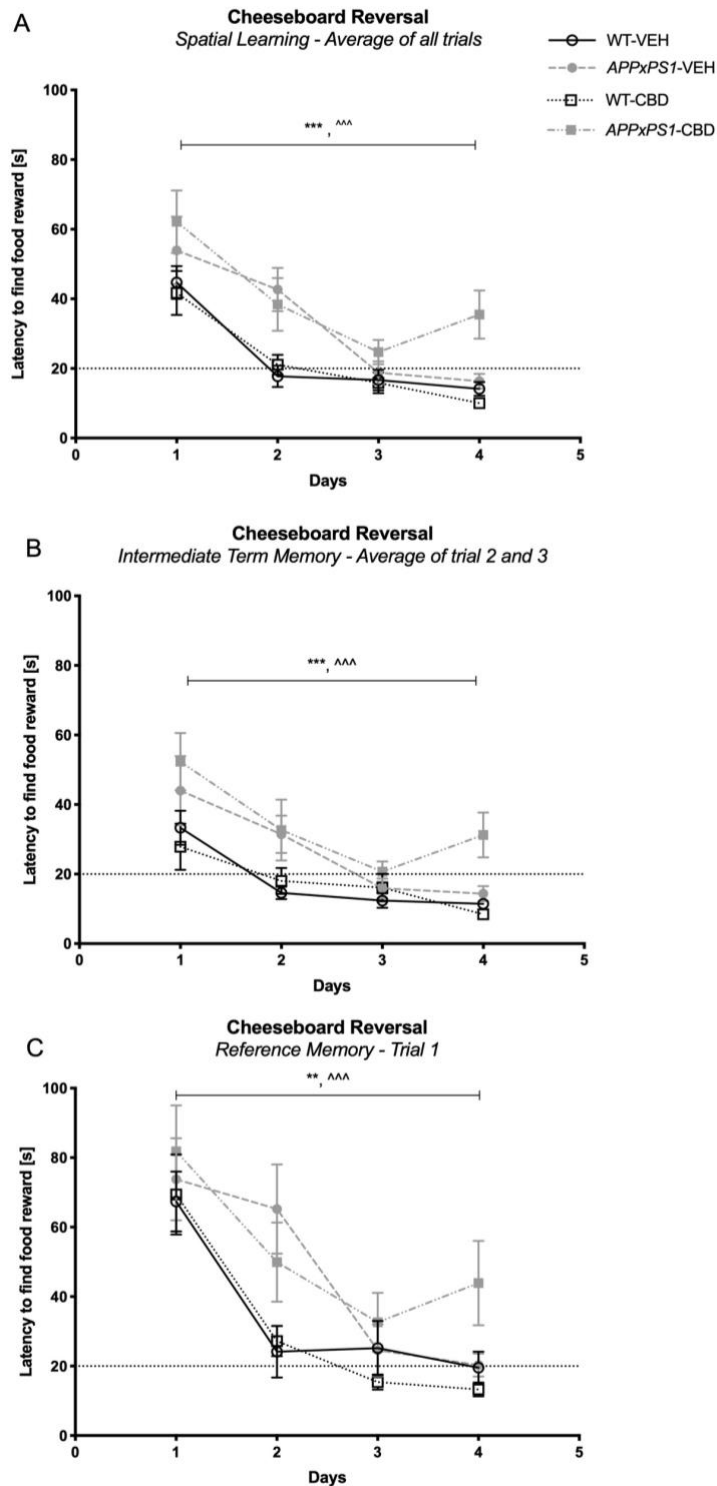 A
Cheeseboard Reversal
Spatial Learning - Average of all trials
WT-VEH
APPxPS1-VEH
WT-CBD
APPxPS1-CBD
***, ^^^
Latency to find food reward [s]
100
80
60
40
20
0
0 1 2 3 4 5
Days
B
Cheeseboard Reversal
Intermediate Term Memory - Average of trial 2 and 3
***, ^^^
Latency to find food reward [s]
100
80
60
40
20
0
0 1 2 3 4 5
Days
C
Cheeseboard Reversal
Reference Memory - Trial 1
**, ^^^
Latency to find food reward [s]
100
80
60
40
20
0
0 1 2 3 4 5
Days